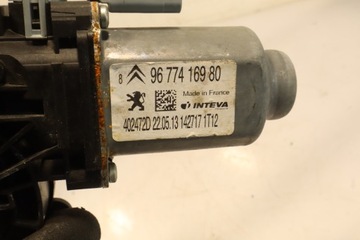 8 96 774 169 80
Made in France
INTEVA
402472D 22.05.13 142717 1T12